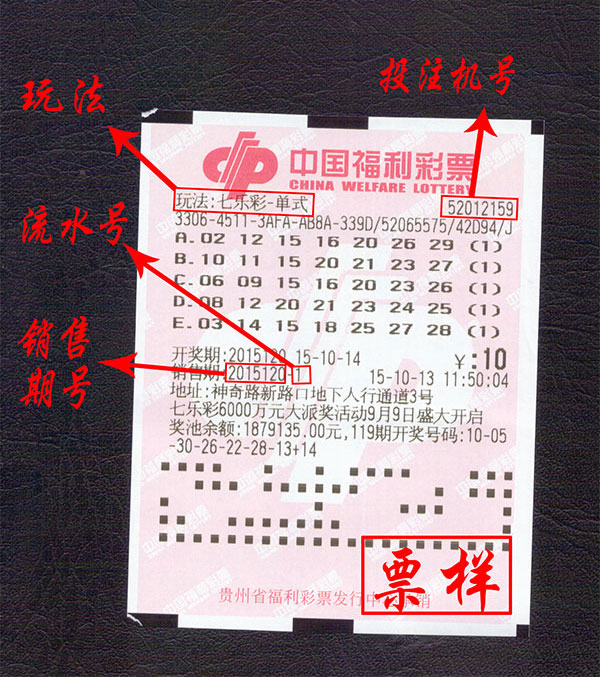 玩法
投注机号
中国福利彩票
CHINA WELFARE LOTTERY
玩法:七乐彩-单式 52012159
3306-4511-3AFA-AB8A-339D/52065575/42D94/J
A.02 12 15 16 20 26 29 (1)
B.10 11 15 20 21 23 27 (1)
C.06 09 15 16 20 23 26 (1)
D.08 12 20 21 23 24 25 (1)
E.03 14 15 18 25 27 28 (1)
流水号
开奖期:2015120 15-10-14 ¥:10
销售期:2015120-1 15-10-13 11:50:04
销售
期号
地址:神奇路新路口地下人行通道3号
七乐彩6000万元大派奖活动9月9日盛大开启
奖池余额:1879135.00元,119期开奖号码:10-05
-30-26-22-28-13+14
票样
贵州省福利彩票发行中 销